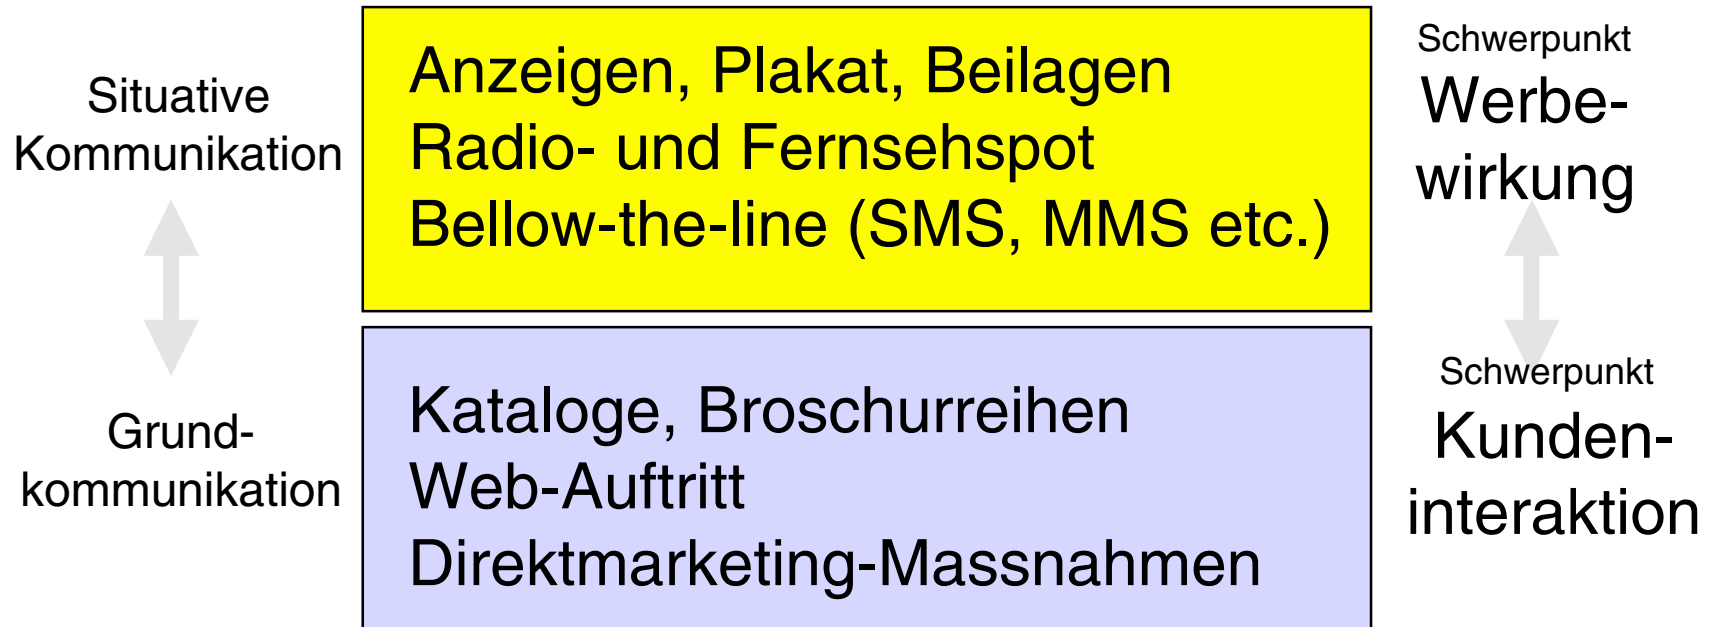 Situative
Kommunikation
Anzeigen, Plakat, Beilagen
Radio- und Fernsehspot
Bellow-the-line (SMS, MMS etc.)
Schwerpunkt
Werbe-
wirkung
Grund-
kommunikation
Kataloge, Broschurreihen
Web-Auftritt
Direktmarketing-Massnahmen
Schwerpunkt
Kunden-
interaktion